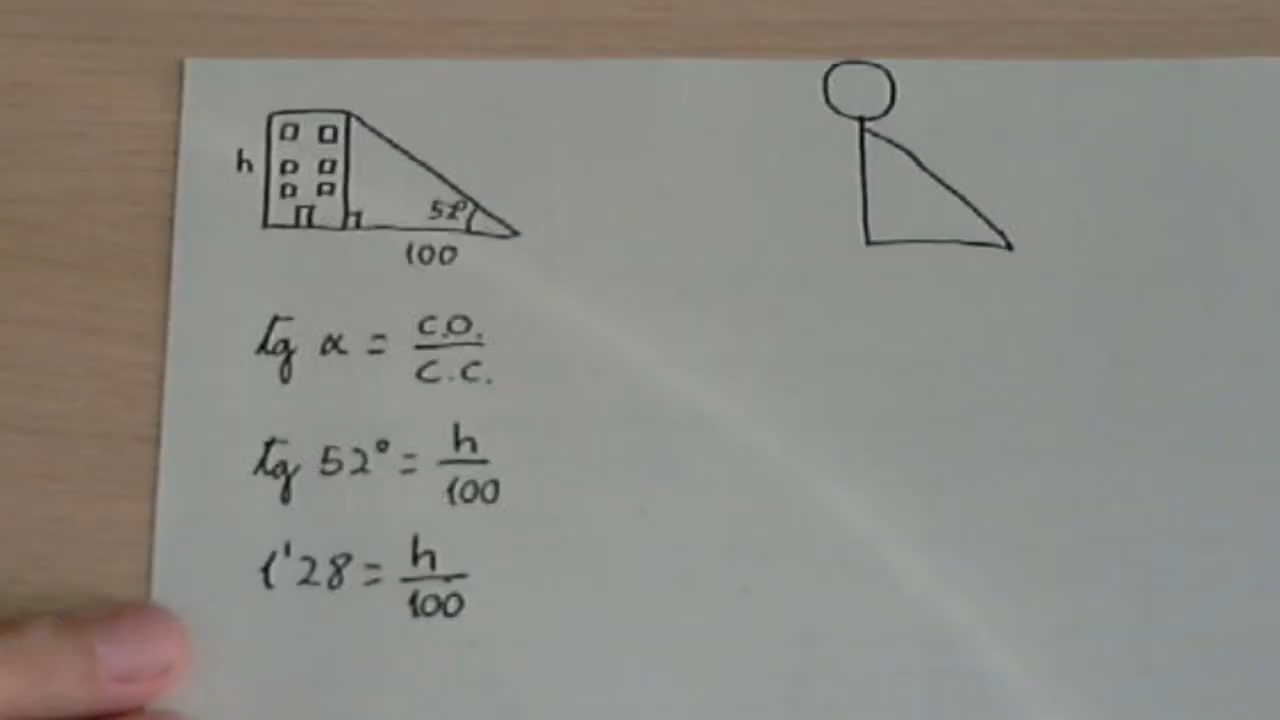 h
52°
100
tg α = c.o./c.c.
tg 52° = h/100
1'28 = h/100